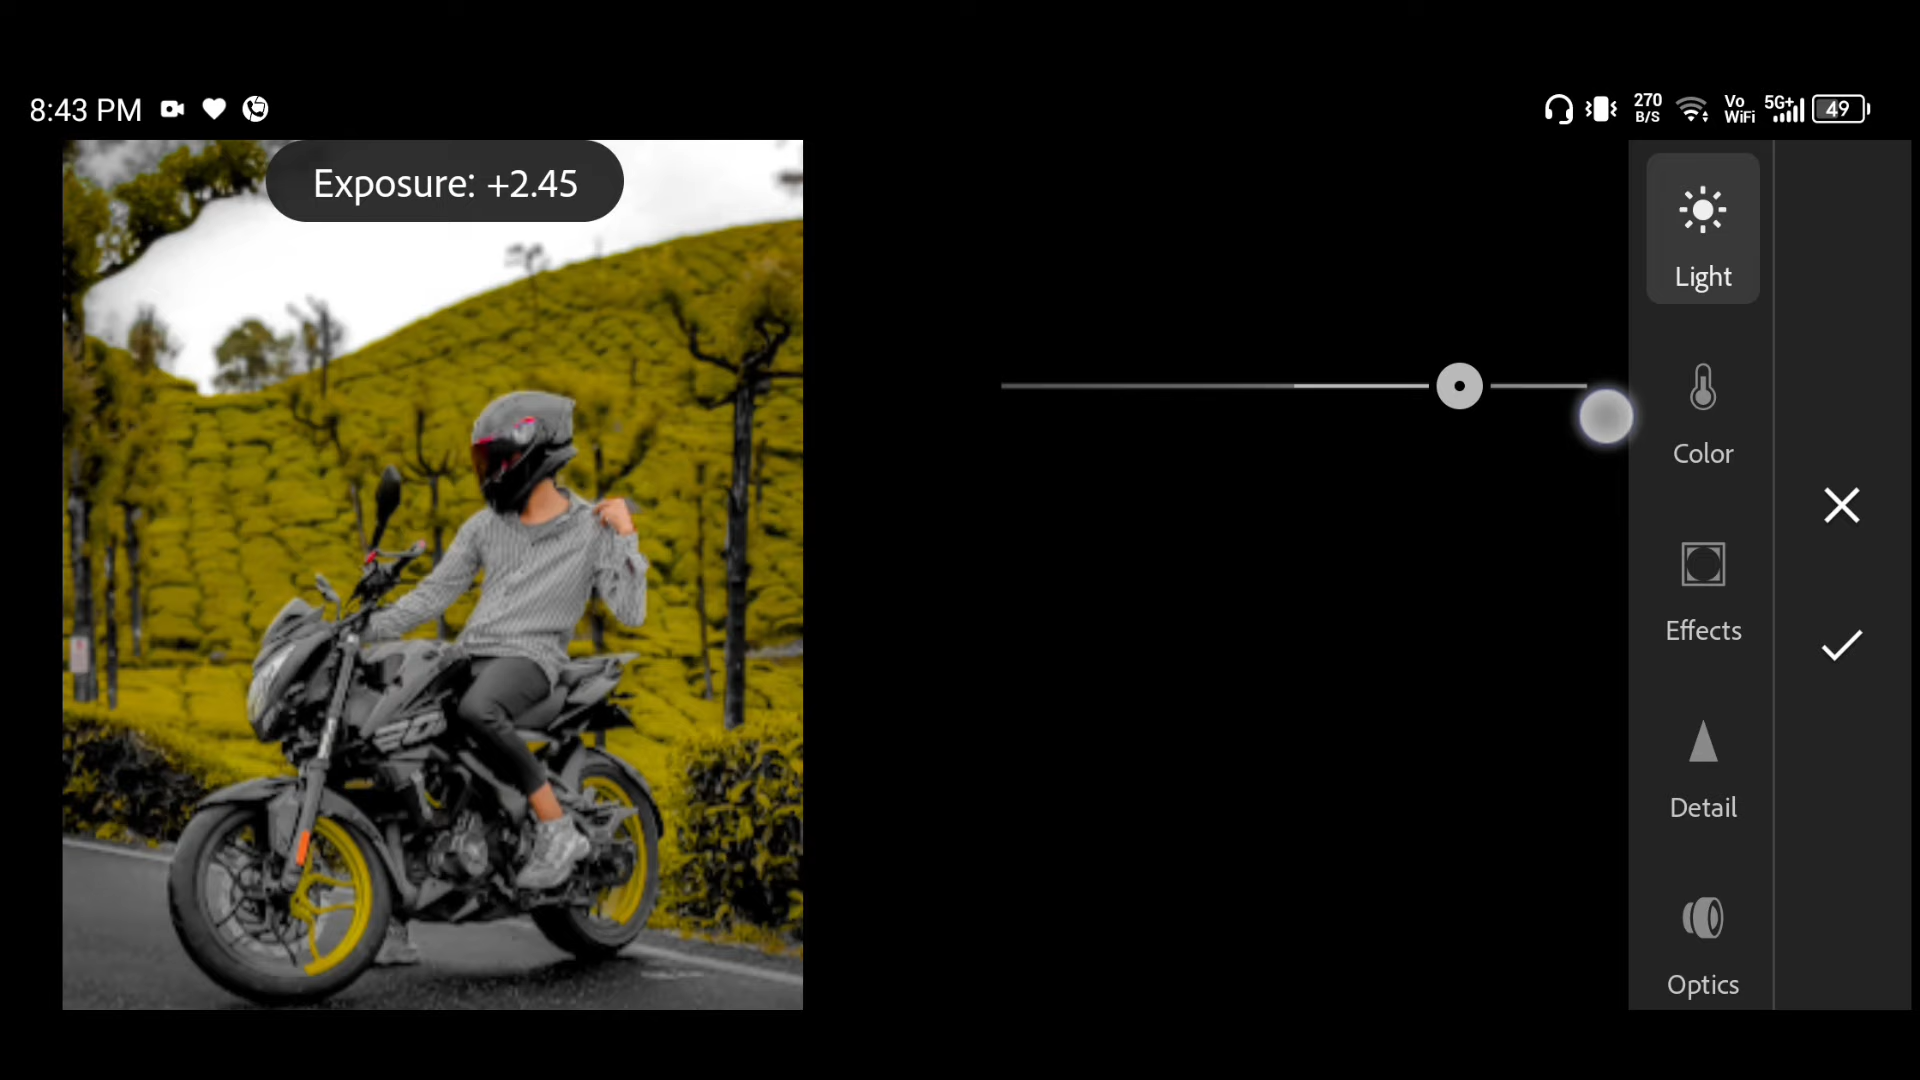 8:43 PM
270
B/S
Vo
WiFi
5G+
49
Exposure: +2.45
Light
Color
Effects
Detail
Optics